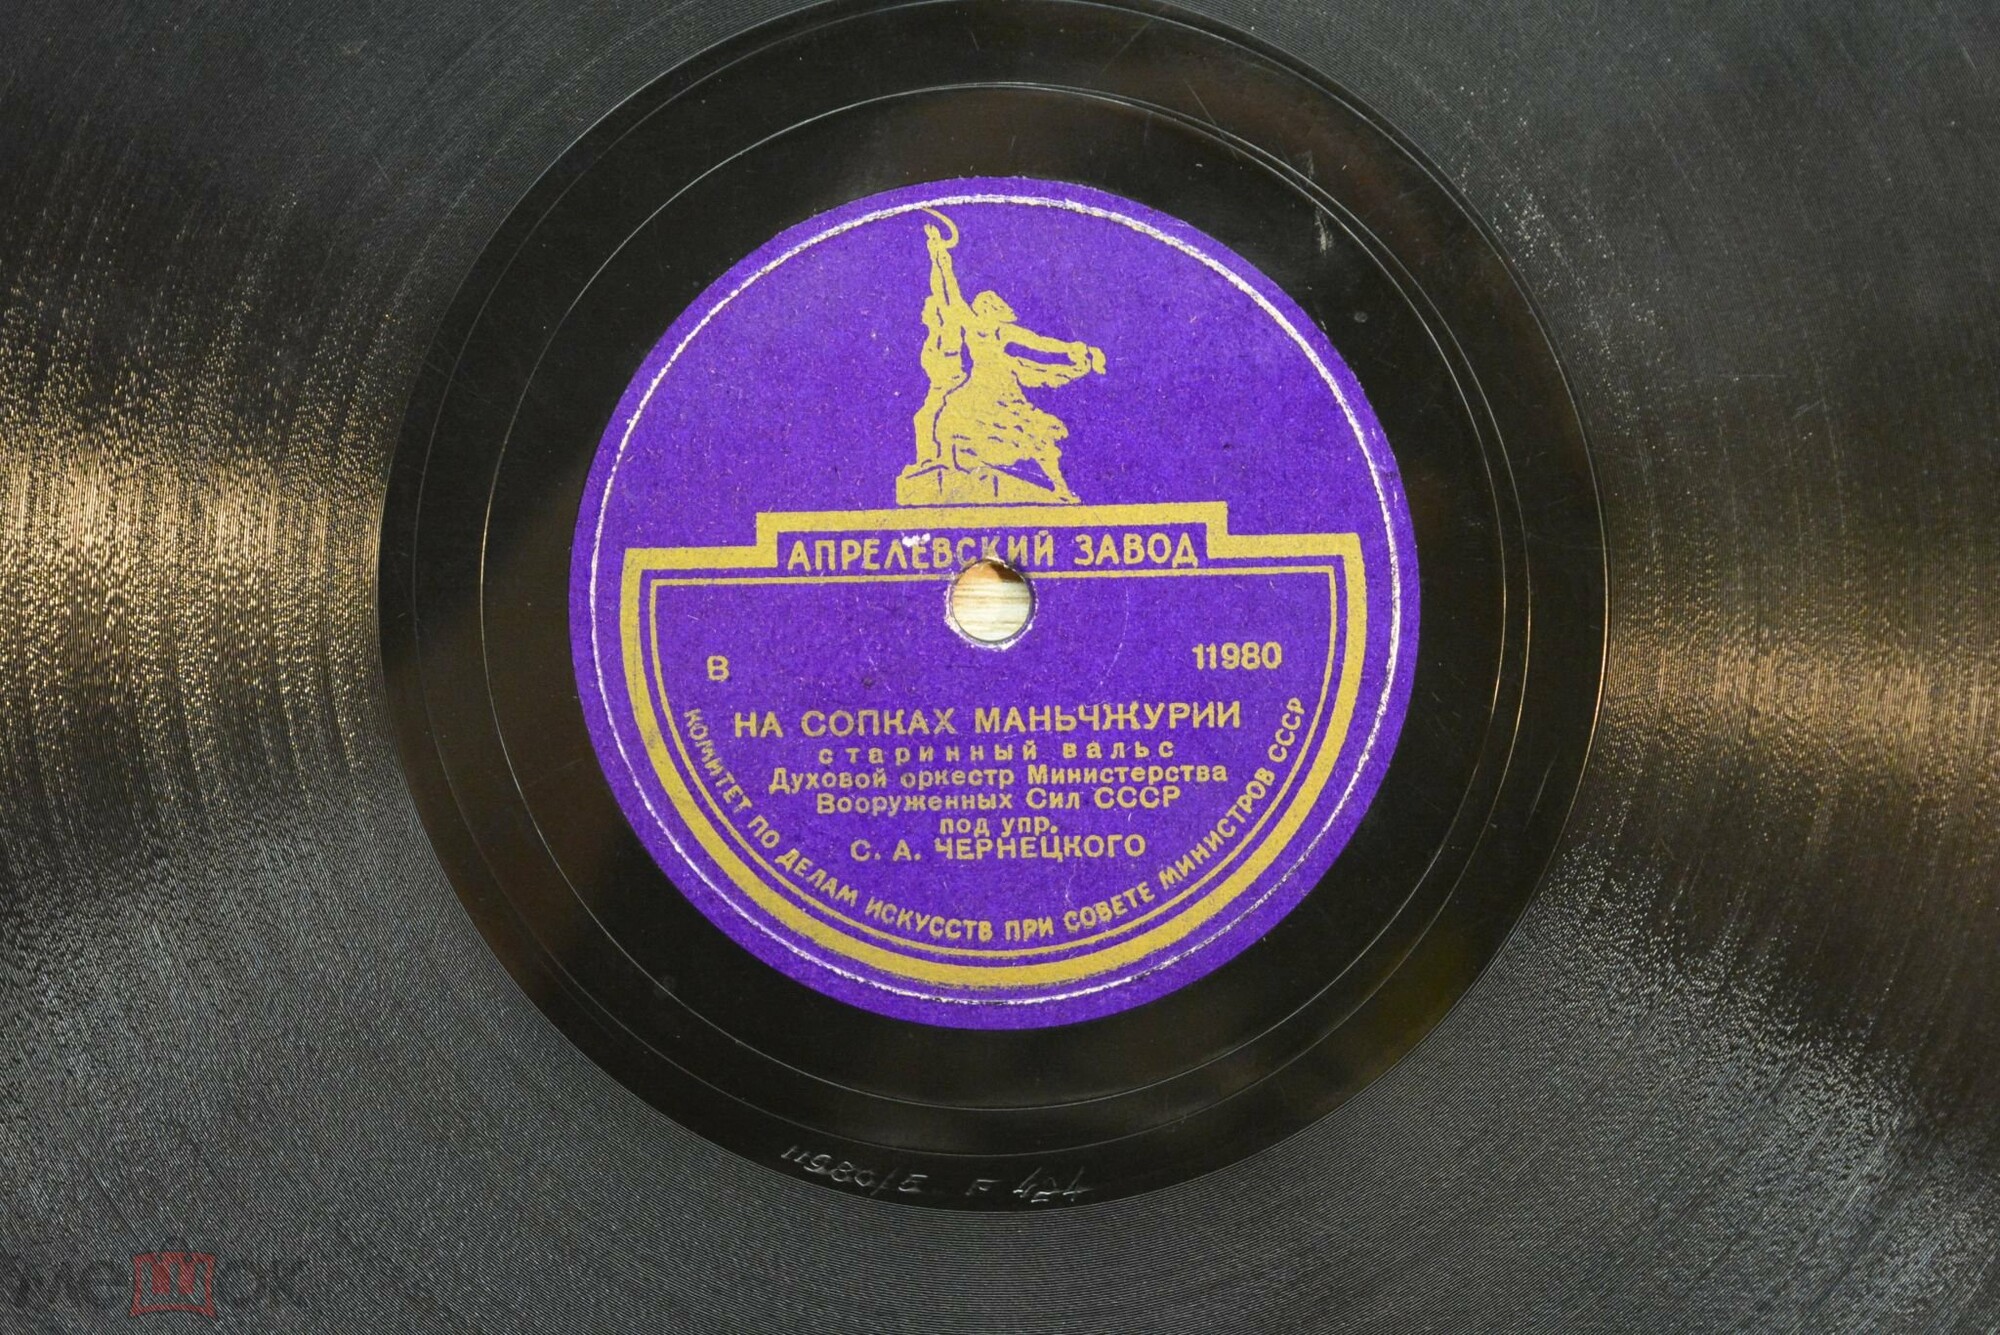 АПРЕЛЕВСКИЙ ЗАВОД
В 11980
НА СОПКАХ МАНЬЧЖУРИИ
старинный вальс
Духовой оркестр Министерства
Вооруженных Сил СССР
под упр.
С. А. ЧЕРНЕЦКОГО
КОМИТЕТ ПО ДЕЛАМ ИСКУССТВ ПРИ СОВЕТЕ МИНИСТРОВ СССР
мешок